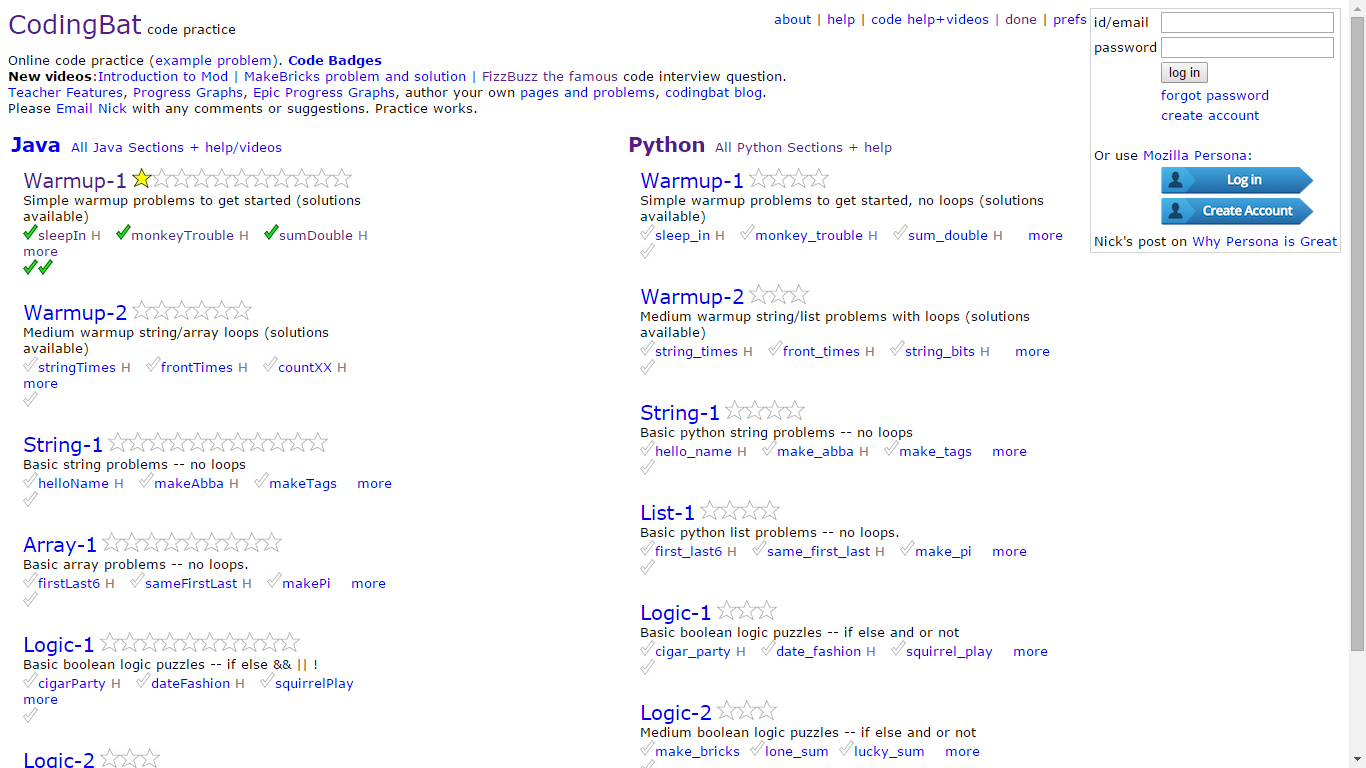 CodingBat code practice
about | help | code help+videos | done | prefs
id/email
password
log in
forgot password
create account
Or use Mozilla Persona:
Log in
Create Account
Nick's post on Why Persona is Great
Online code practice (example problem). Code Badges
New videos:Introduction to Mod | MakeBricks problem and solution | FizzBuzz the famous code interview question.
Teacher Features, Progress Graphs, Epic Progress Graphs, author your own pages and problems, codingbat blog.
Please Email Nick with any comments or suggestions. Practice works.
Java All Java Sections + help/videos
Warmup-1
Simple warmup problems to get started (solutions
available)
sleepIn H monkeyTrouble H sumDouble H
more
Warmup-2
Medium warmup string/array loops (solutions
available)
stringTimes H frontTimes H countXX H
more
String-1
Basic string problems -- no loops
helloName H makeAbba H makeTags more
Array-1
Basic array problems -- no loops.
firstLast6 H sameFirstLast H makePi more
Logic-1
Basic boolean logic puzzles -- if else && || !
cigarParty H dateFashion H squirrelPlay
more
Logic-2
Python All Python Sections + help
Warmup-1
Simple warmup problems to get started, no loops (solutions
available)
sleep_in H monkey_trouble H sum_double H more
Warmup-2
Medium warmup string/list problems with loops (solutions
available)
string_times H front_times H string_bits H more
String-1
Basic python string problems -- no loops
hello_name H make_abba H make_tags more
List-1
Basic python list problems -- no loops.
first_last6 H same_first_last H make_pi more
Logic-1
Basic boolean logic puzzles -- if else and or not
cigar_party H date_fashion H squirrel_play more
Logic-2
Medium boolean logic puzzles -- if else and or not
make_bricks lone_sum lucky_sum more